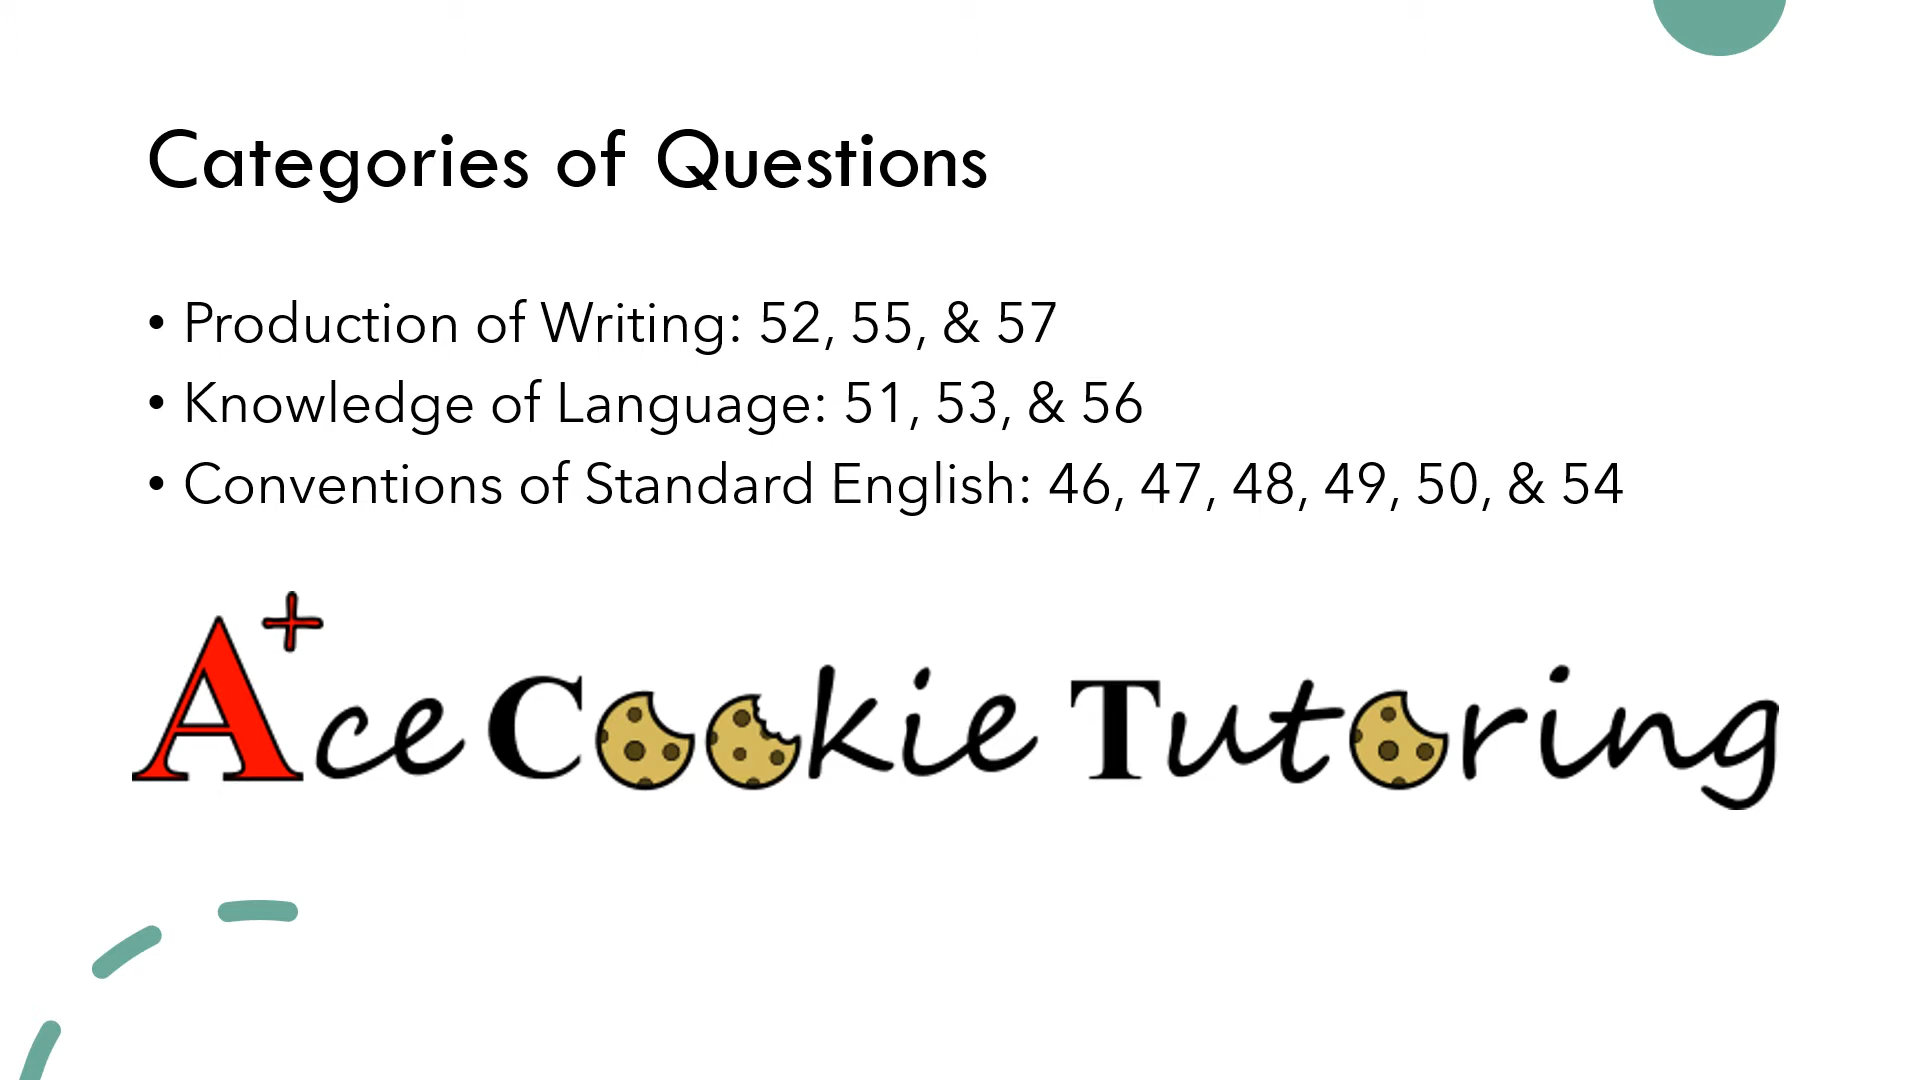 Categories of Questions
• Production of Writing: 52, 55, & 57
• Knowledge of Language: 51, 53, & 56
• Conventions of Standard English: 46, 47, 48, 49, 50, & 54
A+ce Cookie Tutoring